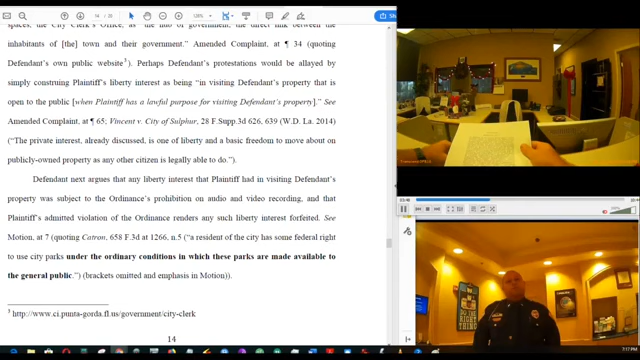 14 / 20
128%
spaces, the City Clerk's Office, as "the hub of government, the direct link between the
inhabitants of [the] town and their government." Amended Complaint, at ¶ 34 (quoting
Defendant's own public website³). Perhaps Defendant's protestations would be allayed by
simply construing Plaintiff's liberty interest as being "in visiting Defendant's property that is
open to the public [when Plaintiff has a lawful purpose for visiting Defendant's property]." See
Amended Complaint, at ¶ 65; Vincent v. City of Sulphur, 28 F.Supp.3d 626, 639 (W.D. La. 2014)
("The private interest, already discussed, is one of liberty and a basic freedom to move about on
publicly-owned property as any other citizen is legally able to do.").
Defendant next argues that any liberty interest that Plaintiff had in visiting Defendant's
property was subject to the Ordinance's prohibition on audio and video recording, and
that Plaintiff's admitted violation of the Ordinance renders any such liberty interest forfeited. See
Motion, at 7 (quoting Catron, 658 F.3d at 1266, n.5 ("a resident of the city has some federal right
to use city parks under the ordinary conditions in which these parks are made available to
the general public.") (brackets omitted and emphasis in Motion)).
³ http://www.ci.punta-gorda.fl.us/government/city-clerk
14
DO THE
RIGHT
THING
7:17 PM